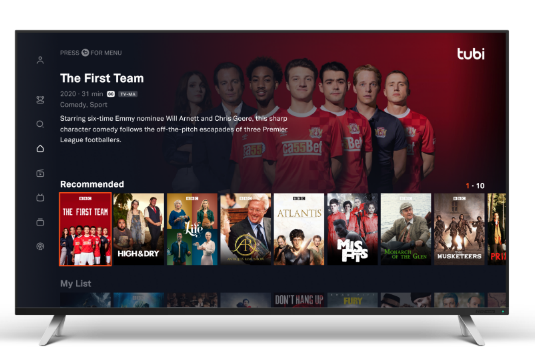 PRESS FOR MENU
tubi
The First Team
2020 · 31 min CC TV-MA
Comedy, Sport
Starring six-time Emmy nominee Will Arnett and Chris Geere, this sharp
character comedy follows the off-the-pitch escapades of three Premier
League footballers.
Ca55Bet
Recommended
1 · 10
BBC
THE FIRST TEAM
HIGH & DRY
Life
BBC
BBC
ATLANTIS
MISFITS
MONARCH
OF THE GLEN
BBC
MUSKETEERS
My List
DON'T HANG UP
FURY